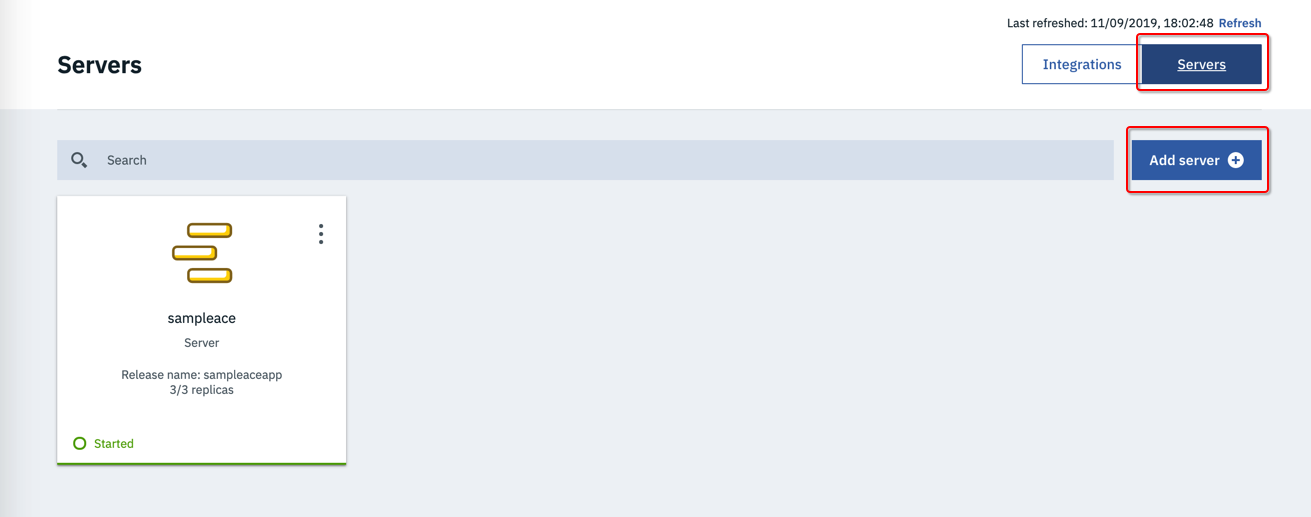 Last refreshed: 11/09/2019, 18:02:48 Refresh
Servers
Integrations
Servers
Search
Add server
sampleace
Server
Release name: sampleaceapp
3/3 replicas
Started